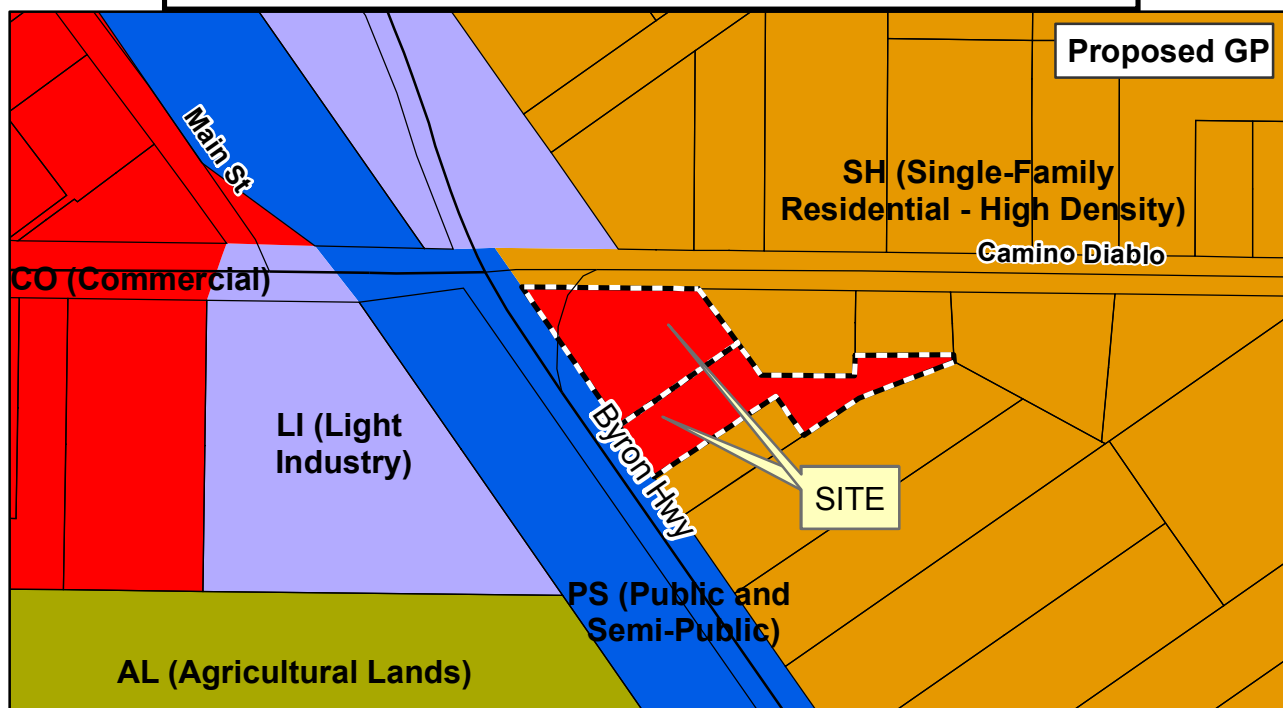 Proposed GP
Main St
SH (Single-Family
Residential - High Density)
Camino Diablo
CO (Commercial)
LI (Light
Industry)
Byron Hwy
SITE
PS (Public and
Semi-Public)
AL (Agricultural Lands)